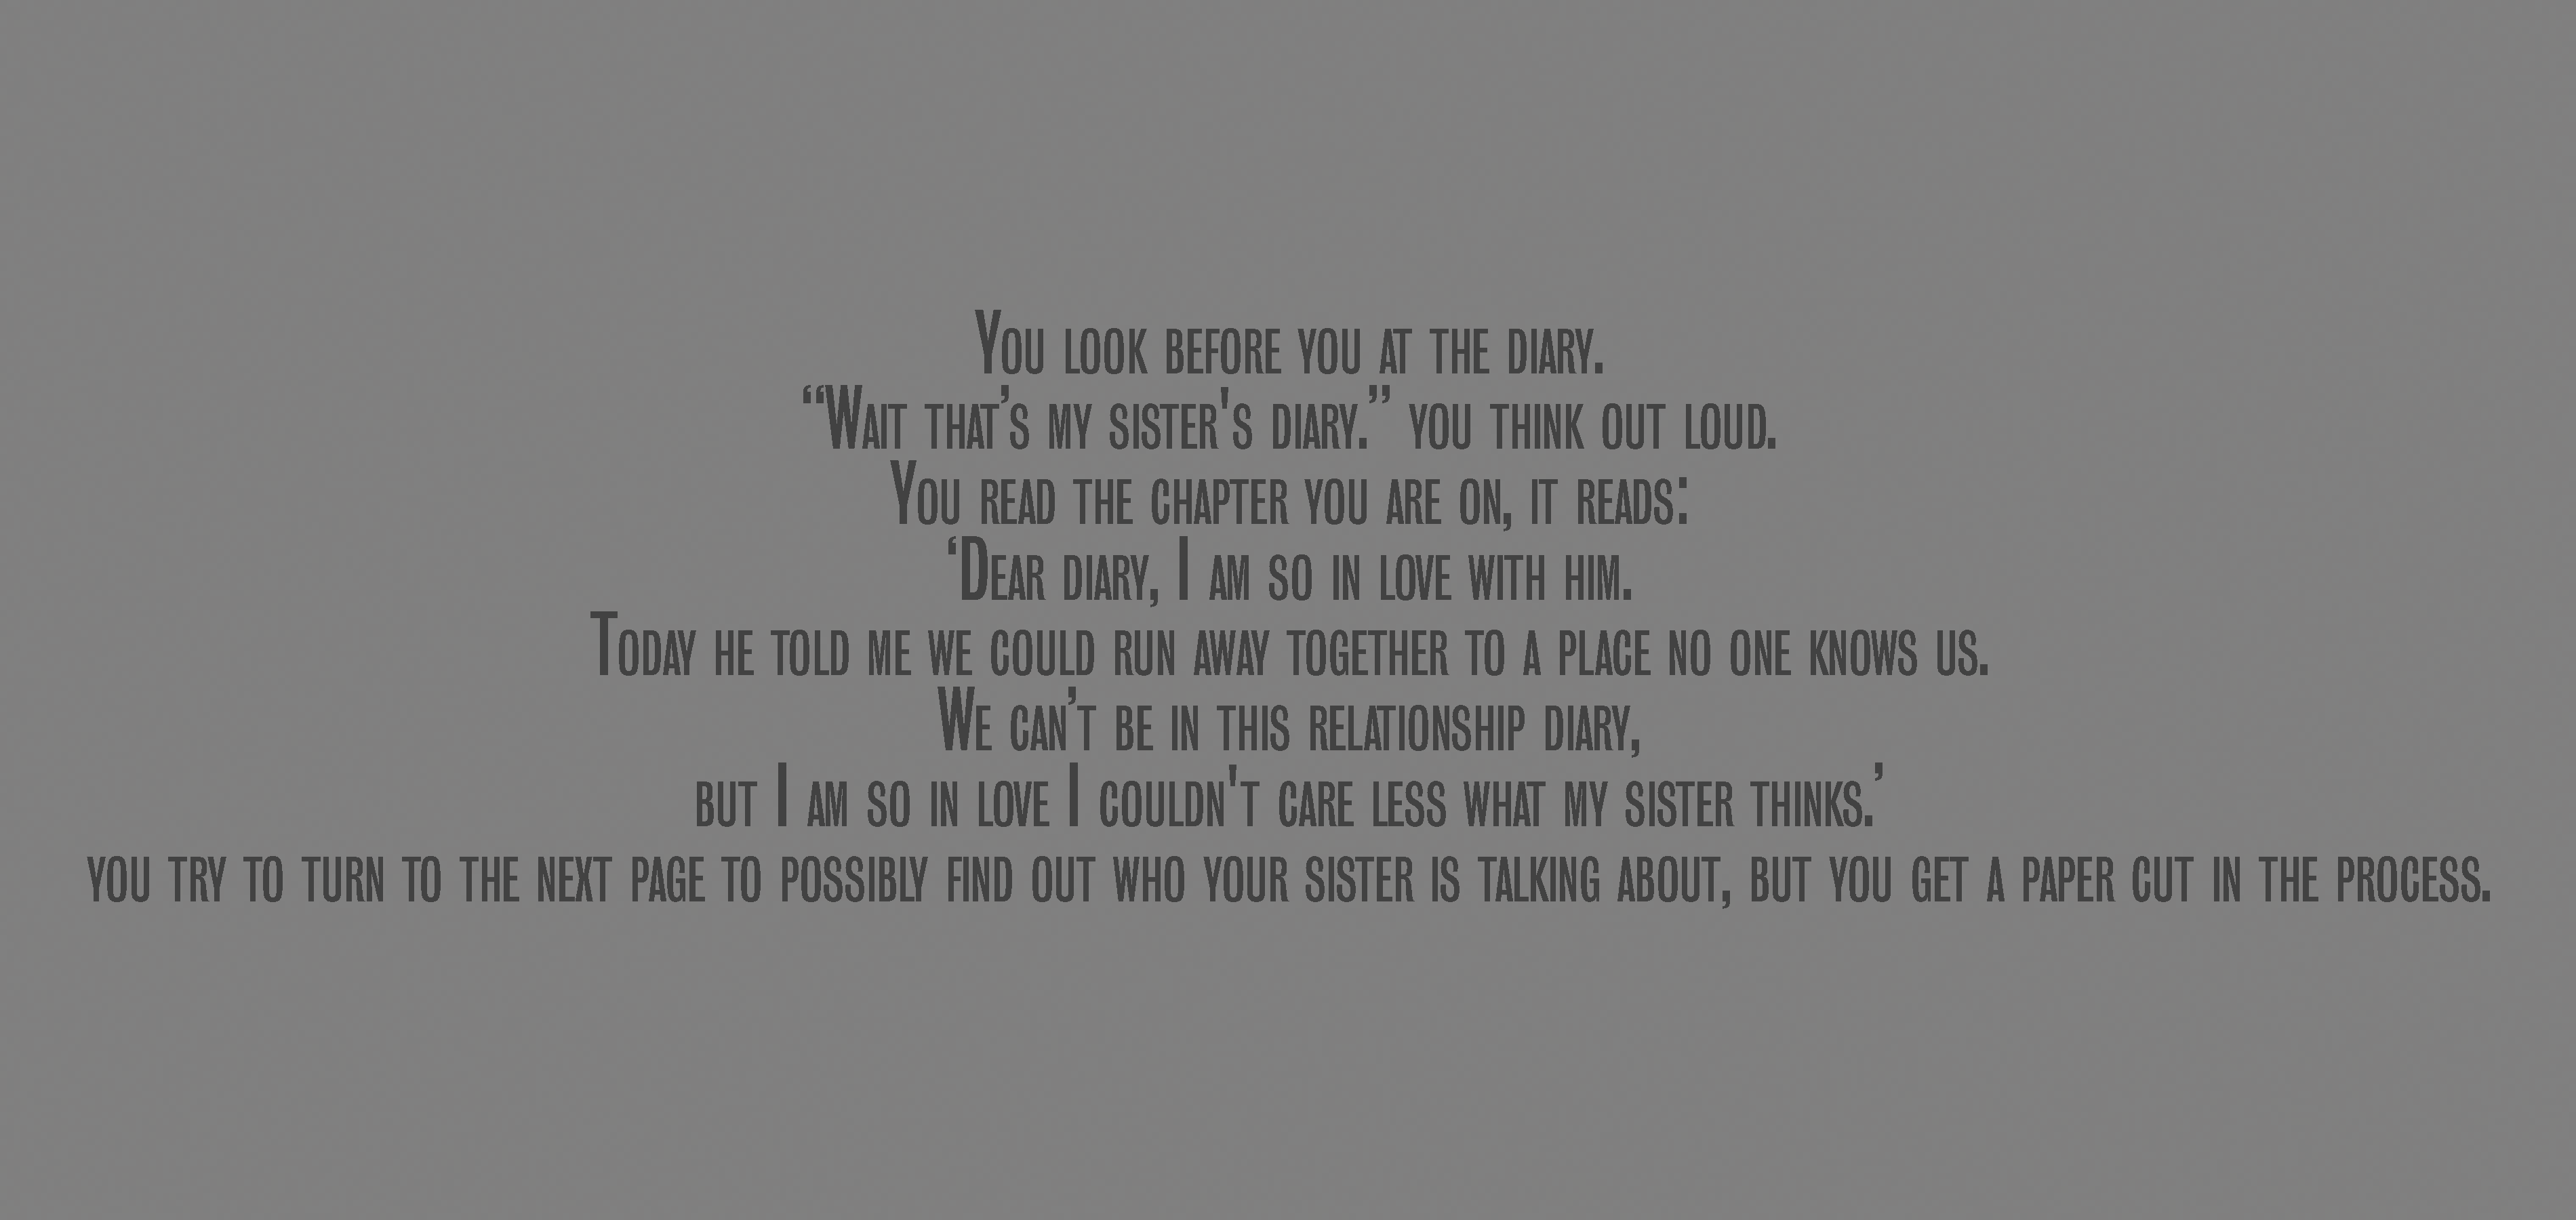 You look before you at the diary.
“Wait that’s my sister's diary.” you think out loud.
You read the chapter you are on, it reads:
‘Dear diary, I am so in love with him.
Today he told me we could run away together to a place no one knows us.
We can’t be in this relationship diary,
but I am so in love I couldn't care less what my sister thinks.’
you try to turn to the next page to possibly find out who your sister is talking about, but you get a paper cut in the process.